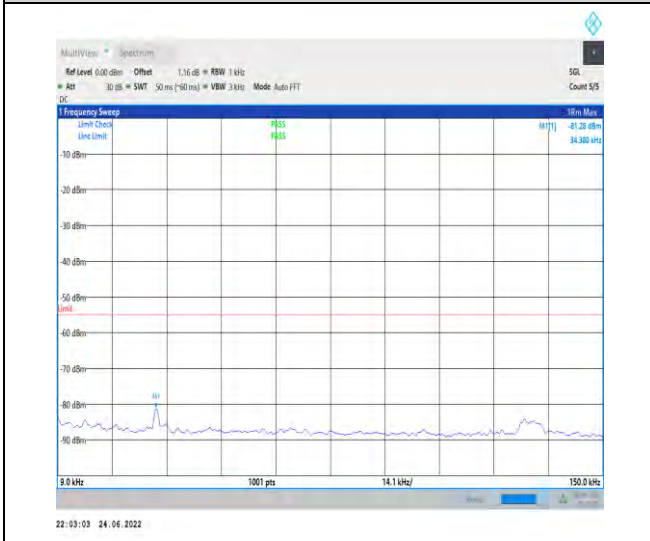 MultiView Spectrum
Ref Level 0.00 dBm Offset 1.16 dB RBW 1 kHz SGL
Att 30 dB SWT 50 ms (~60 ms) VBW 3 kHz Mode Auto FFT Count 5/5
DC
1 Frequency Sweep 1Rm Max
Limit Check PASS M1[1] -81.26 dBm
Line Limit PASS 34.380 kHz
-10 dBm
-20 dBm
-30 dBm
-40 dBm
-50 dBm
Limit
-60 dBm
-70 dBm
M1
-80 dBm
-90 dBm
9.0 kHz 1001 pts 14.1 kHz/ 150.0 kHz
22:03:03 24.06.2022